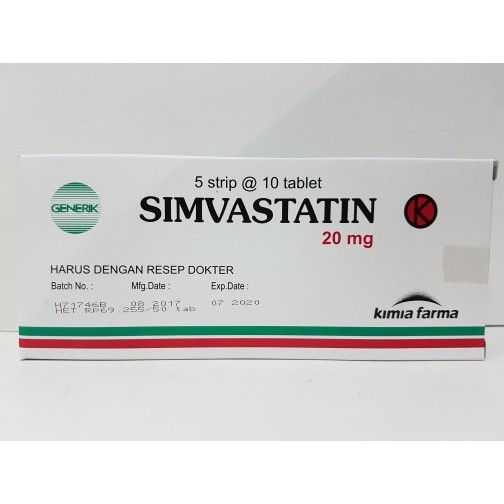 5 strip @ 10 tablet
GENERIK
SIMVASTATIN
K
20 mg
HARUS DENGAN RESEP DOKTER
Batch No. : Mfg.Date : Exp.Date :
H71746B 08 2017 07 2020
HET RP69.255/50 tab
kimia farma